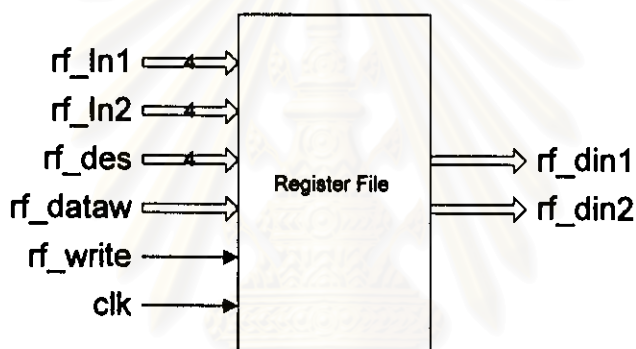 rf_In1
4
rf_In2
4
rf_des
4
rf_dataw
rf_write
clk
Register File
rf_din1
rf_din2